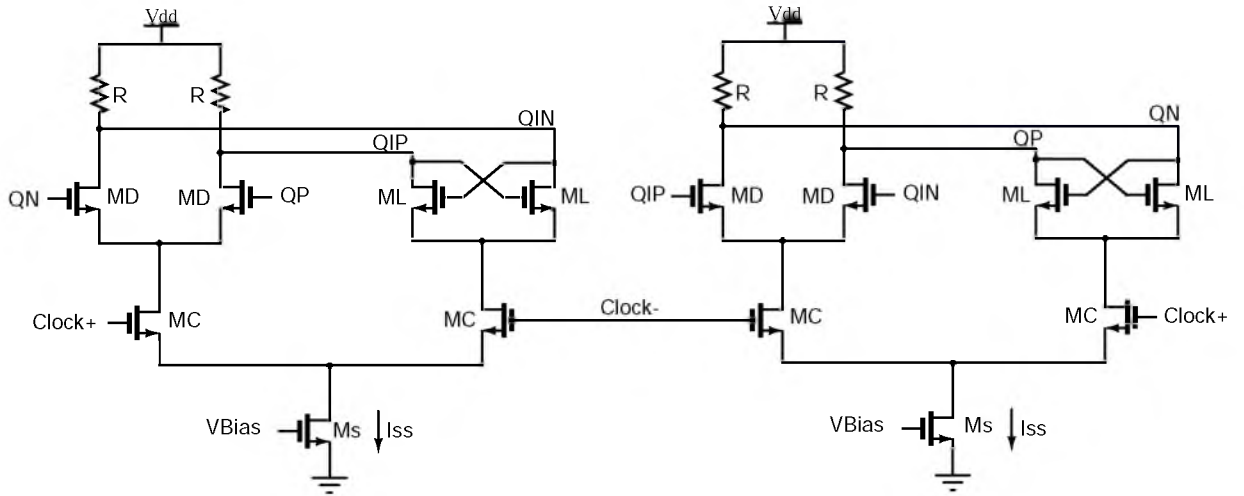 Vdd
Vdd
R
R
R
R
QIN
QN
QIP
QP
QN
MD
MD
QP
ML
ML
QIP
MD
MD
QIN
ML
ML
Clock+
MC
MC
Clock-
MC
MC
Clock+
VBias
Ms
Iss
VBias
Ms
Iss